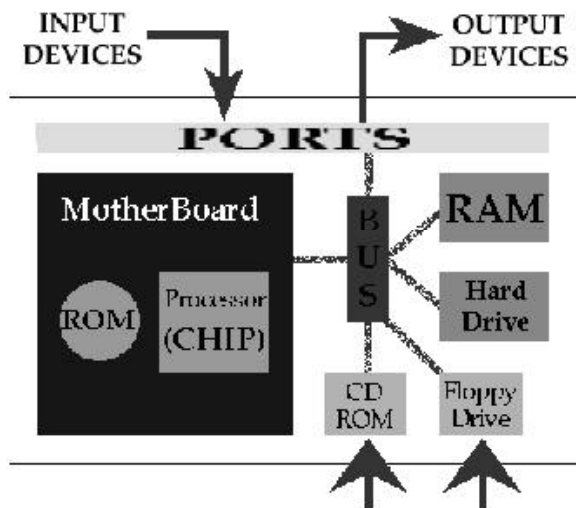 INPUT
DEVICES
OUTPUT
DEVICES
PORTS
MotherBoard
ROM
Processor
(CHIP)
B
U
S
RAM
Hard
Drive
CD
ROM
Floppy
Drive